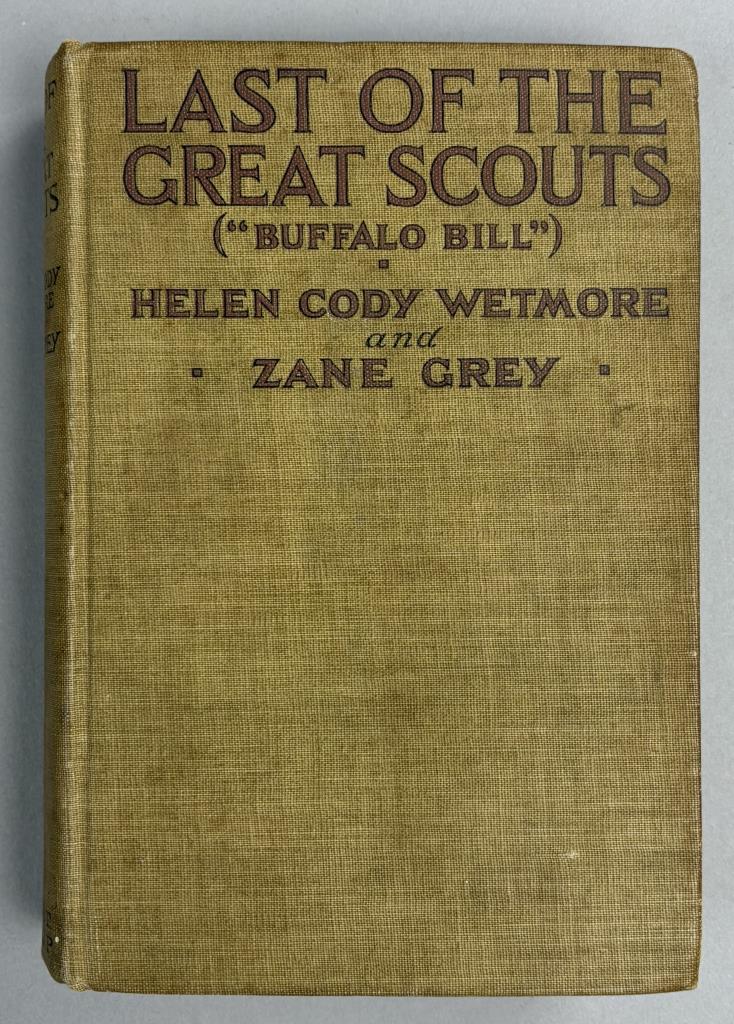 LAST OF THE
GREAT SCOUTS
("BUFFALO BILL")
HELEN CODY WETMORE
and
ZANE GREY